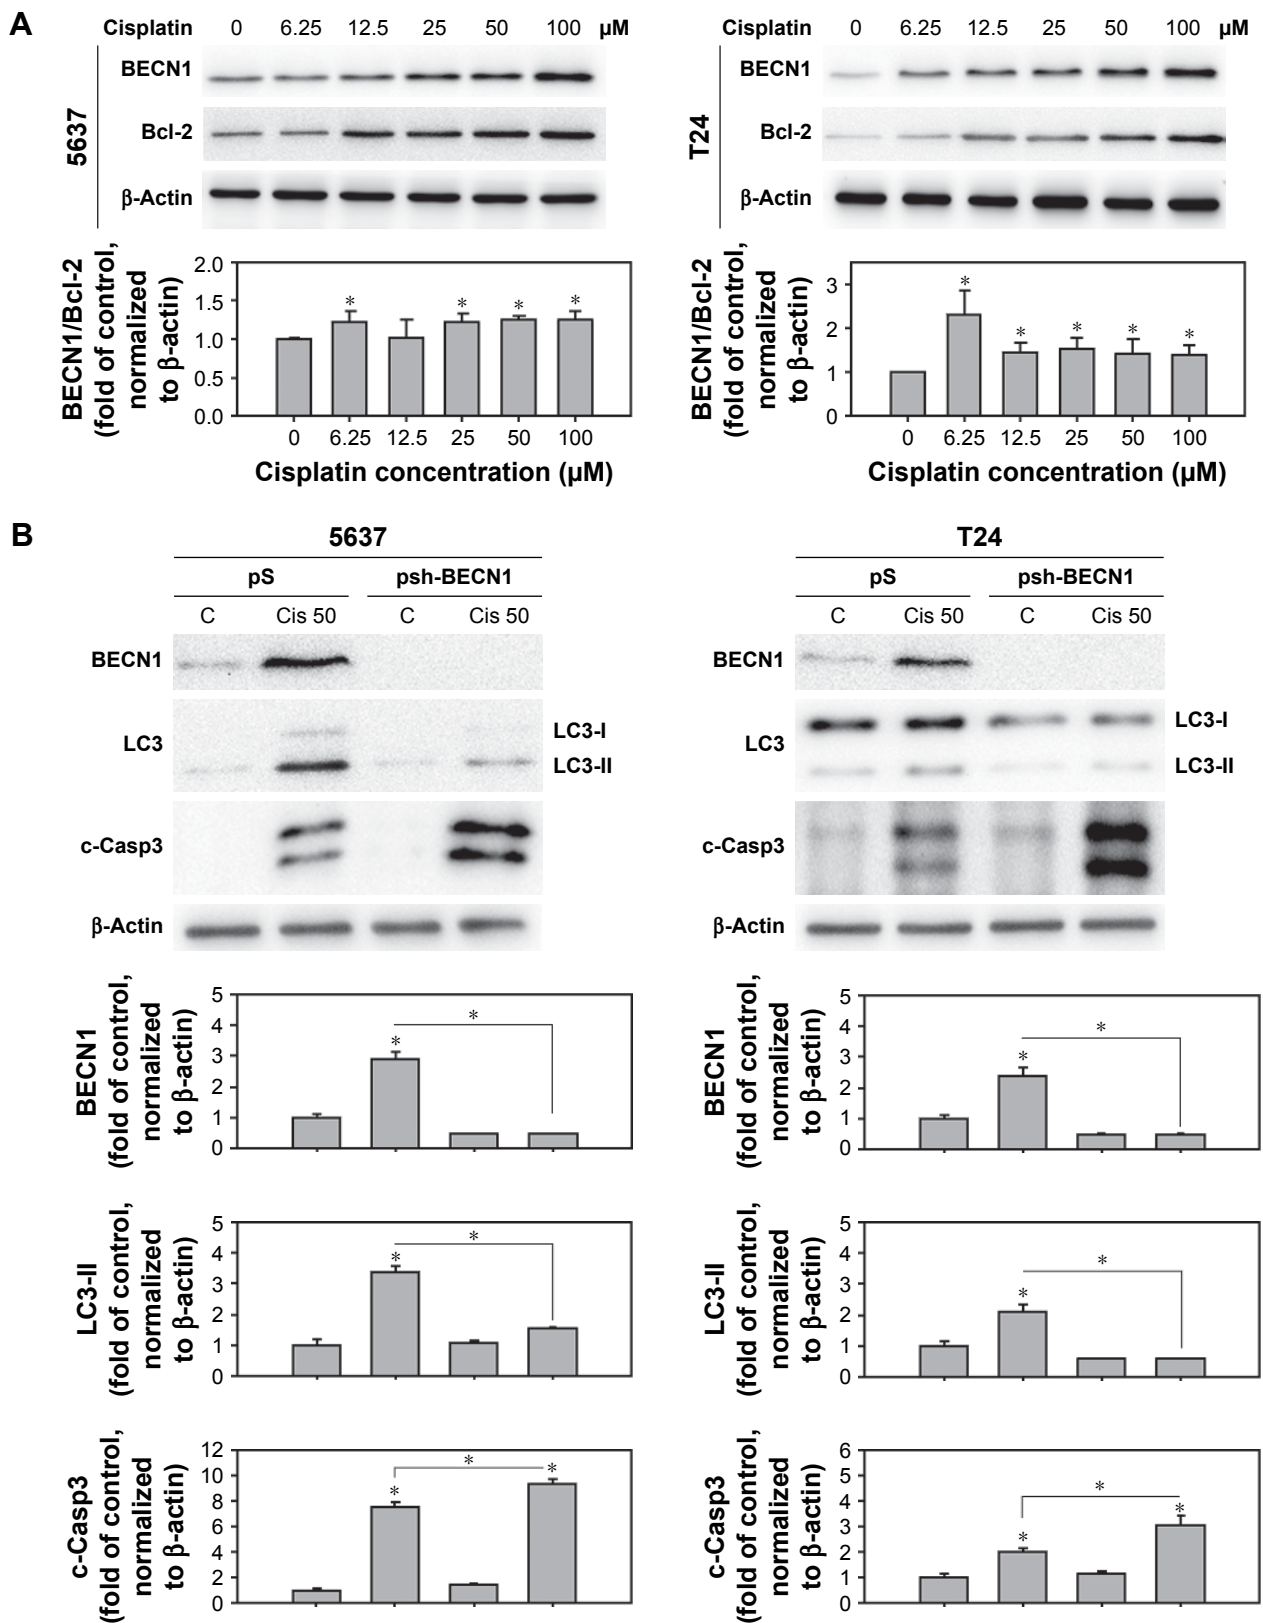 A
Cisplatin 0 6.25 12.5 25 50 100 µM
BECN1
Bcl-2
β-Actin
5637
BECN1/Bcl-2
(fold of control,
normalized
to β-actin)
2.0
1.5
1.0
0.5
0.0
* * * *
0 6.25 12.5 25 50 100
Cisplatin concentration (µM)
Cisplatin 0 6.25 12.5 25 50 100 µM
BECN1
Bcl-2
β-Actin
T24
BECN1/Bcl-2
(fold of control,
normalized
to β-actin)
3
2
1
0
* * * * *
0 6.25 12.5 25 50 100
Cisplatin concentration (µM)
B
5637
pS psh-BECN1
C Cis 50 C Cis 50
BECN1
LC3
LC3-I
LC3-II
c-Casp3
β-Actin
BECN1
(fold of control,
normalized
to β-actin)
5
4
3
2
1
0
*
*
LC3-II
(fold of control,
normalized
to β-actin)
5
4
3
2
1
0
*
*
c-Casp3
(fold of control,
normalized
to β-actin)
12
10
8
6
4
2
0
*
*
*
T24
pS psh-BECN1
C Cis 50 C Cis 50
BECN1
LC3
LC3-I
LC3-II
c-Casp3
β-Actin
BECN1
(fold of control,
normalized
to β-actin)
5
4
3
2
1
0
*
*
LC3-II
(fold of control,
normalized
to β-actin)
5
4
3
2
1
0
*
*
c-Casp3
(fold of control,
normalized
to β-actin)
6
5
4
3
2
1
0
*
*
*